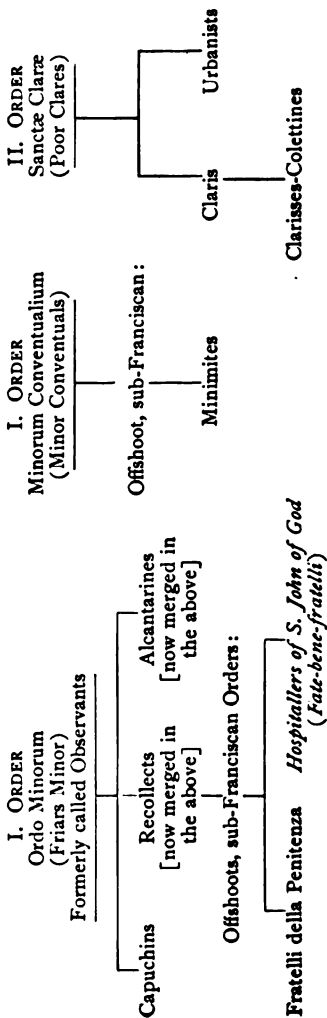 I. ORDER
Ordo Minorum
(Friars Minor)
Formerly called Observants
Capuchins
Recollects
[now merged in
the above]
Alcantarines
[now merged in
the above]
Offshoots, sub-Franciscan Orders:
Fratelli della Penitenza
Hospitallers of S. John of God
(Fate-bene-fratelli)
I. ORDER
Minorum Conventualium
(Minor Conventuals)
Offshoot, sub-Franciscan:
Minimites
II. ORDER
Sanctæ Claræ
(Poor Clares)
Claris
Urbanists
Clarisses-Colettines